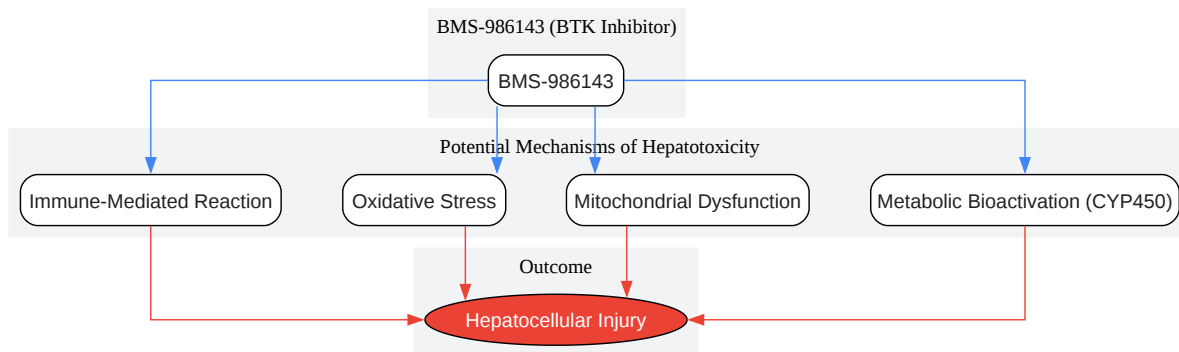 BMS-986143 (BTK Inhibitor)
BMS-986143
Potential Mechanisms of Hepatotoxicity
Immune-Mediated Reaction
Oxidative Stress
Mitochondrial Dysfunction
Metabolic Bioactivation (CYP450)
Outcome
Hepatocellular Injury